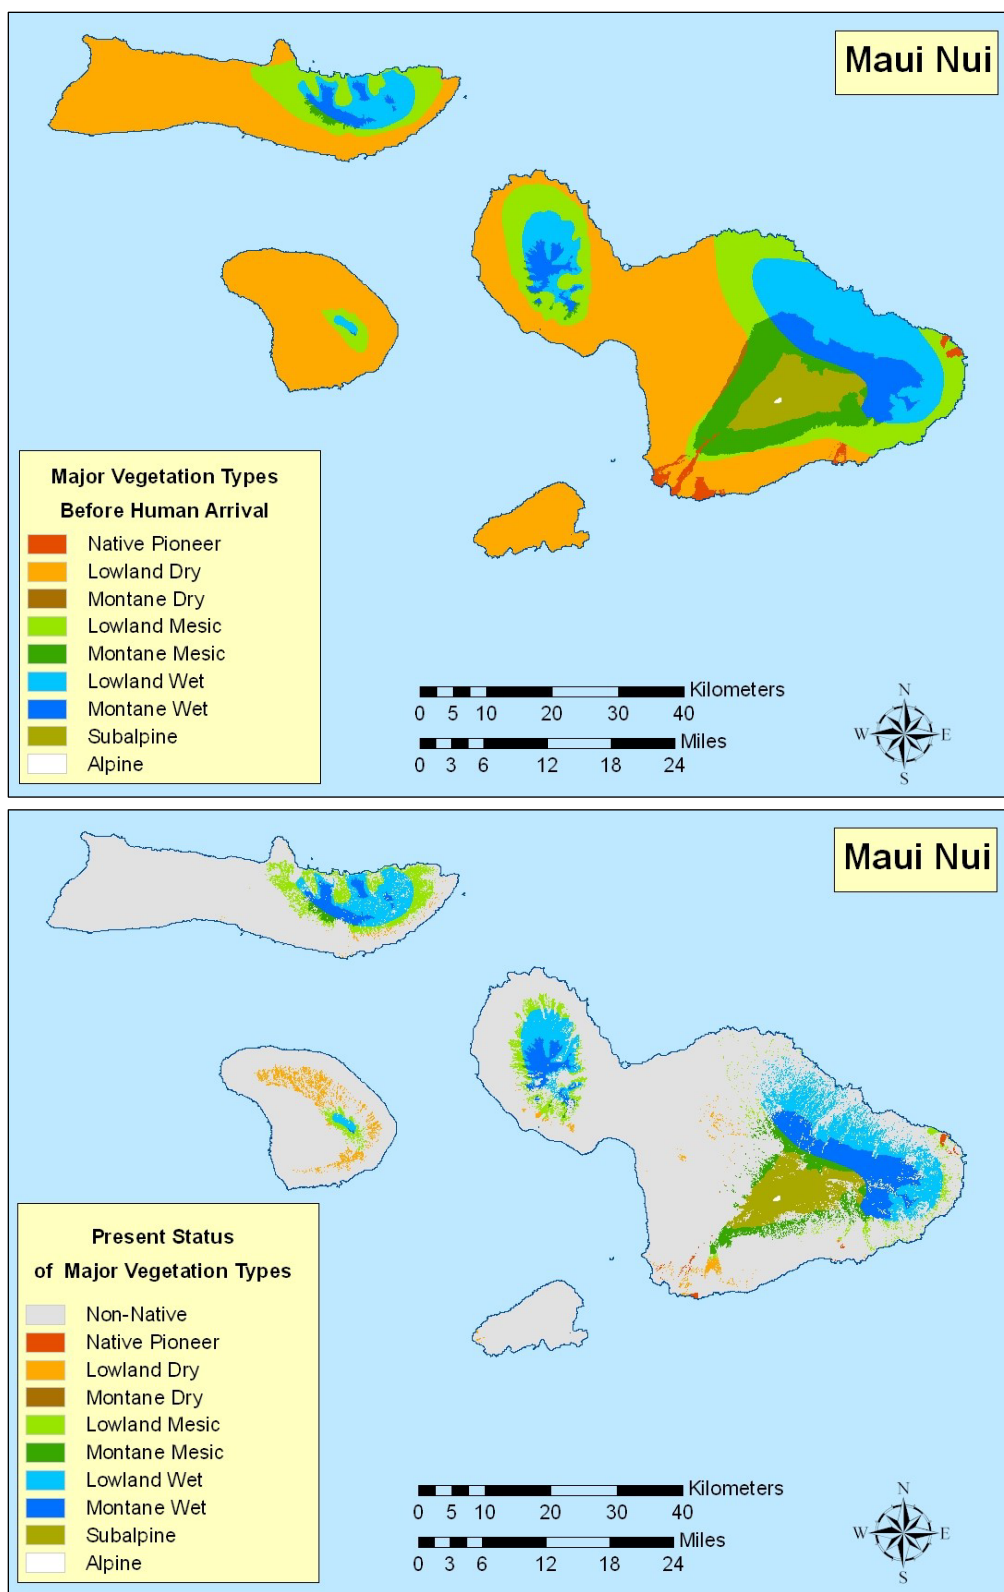 Maui Nui
Major Vegetation Types
Before Human Arrival
Native Pioneer
Lowland Dry
Montane Dry
Lowland Mesic
Montane Mesic
Lowland Wet
Montane Wet
Subalpine
Alpine
Kilometers
0 5 10 20 30 40
Miles
0 3 6 12 18 24
N
W E
S
Maui Nui
Present Status
of Major Vegetation Types
Non-Native
Native Pioneer
Lowland Dry
Montane Dry
Lowland Mesic
Montane Mesic
Lowland Wet
Montane Wet
Subalpine
Alpine
Kilometers
0 5 10 20 30 40
Miles
0 3 6 12 18 24
N
W E
S